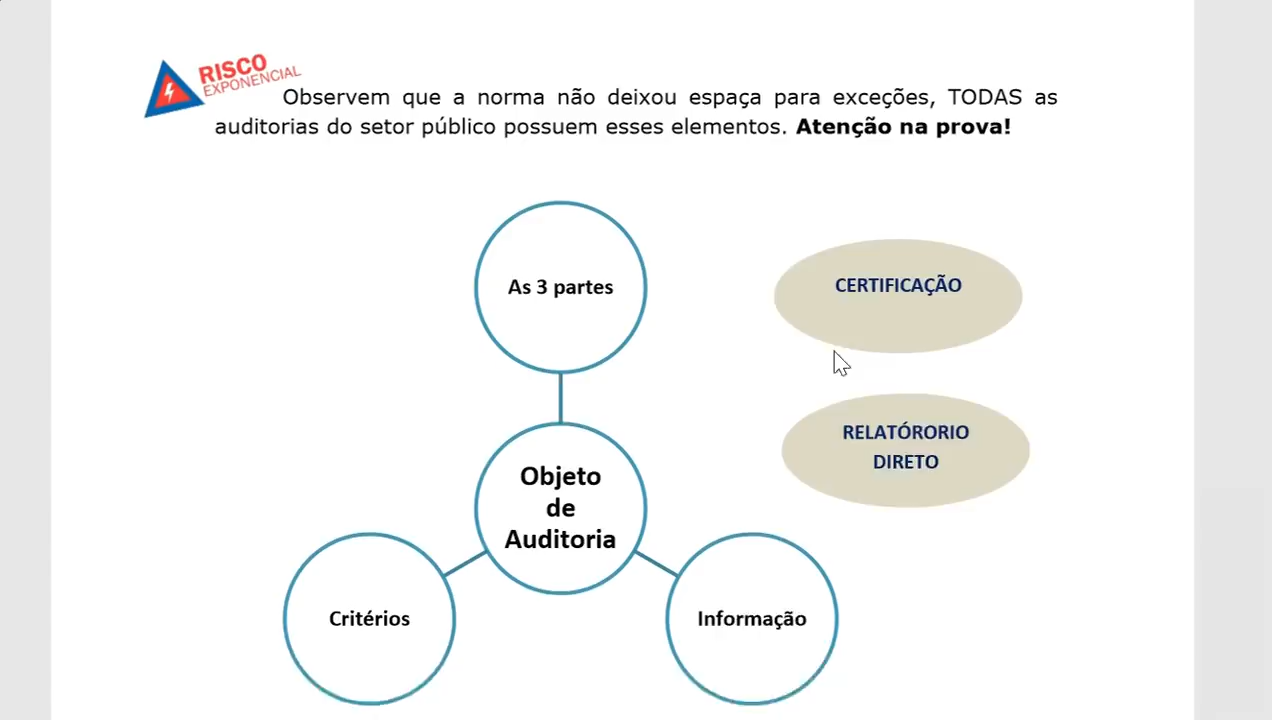 RISCO
EXPONENCIAL
Observem que a norma não deixou espaça para exceções, TODAS as
auditorias do setor público possuem esses elementos. Atenção na prova!
As 3 partes
CERTIFICAÇÃO
RELATÓRORIO
DIRETO
Objeto
de
Auditoria
Critérios
Informação